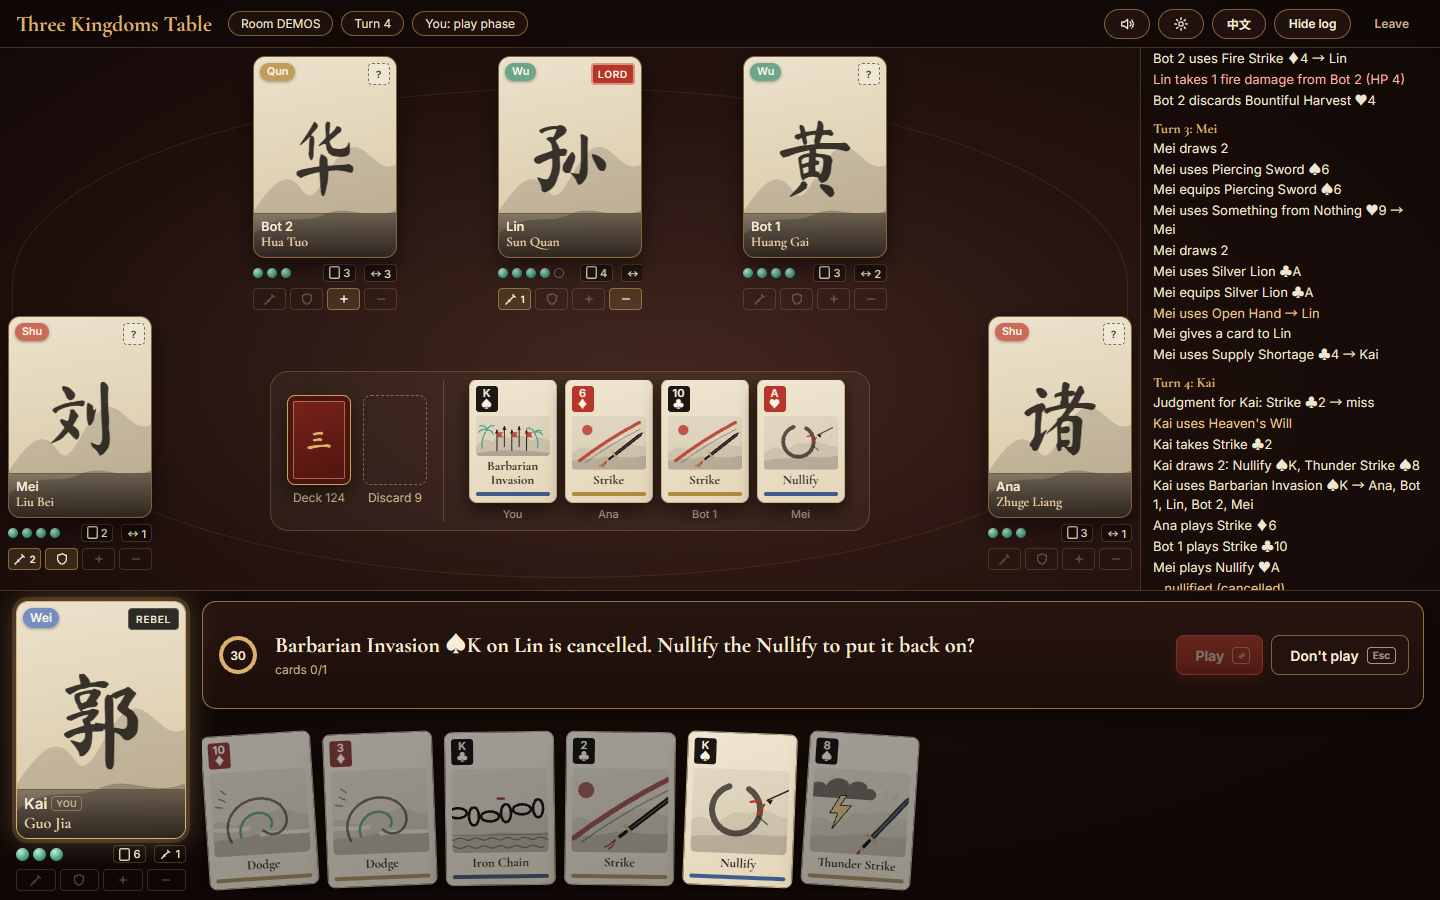 Three Kingdoms Table
Room DEMOS
Turn 4
You: play phase
中文
Hide log
Leave
Qun
?
华
Bot 2
Hua Tuo
3
↔ 3
+
−
Wu
LORD
孙
Lin
Sun Quan
4
↔
1
+
−
Wu
?
黄
Bot 1
Huang Gai
3
↔ 2
+
−
Shu
?
刘
Mei
Liu Bei
2
↔ 1
2
+
−
三
Deck 124
Discard 9
K♠
Barbarian
Invasion
You
6♦
Strike
Ana
10♣
Strike
Bot 1
A♥
Nullify
Mei
Shu
?
诸
Ana
Zhuge Liang
3
↔ 1
+
−
Bot 2 uses Fire Strike ♦4 → Lin
Lin takes 1 fire damage from Bot 2 (HP 4)
Bot 2 discards Bountiful Harvest ♥4
Turn 3: Mei
Mei draws 2
Mei uses Piercing Sword ♠6
Mei equips Piercing Sword ♠6
Mei uses Something from Nothing ♥9 →
Mei
Mei draws 2
Mei uses Silver Lion ♣A
Mei equips Silver Lion ♣A
Mei uses Open Hand → Lin
Mei gives a card to Lin
Mei uses Supply Shortage ♣4 → Kai
Turn 4: Kai
Judgment for Kai: Strike ♣2 → miss
Kai uses Heaven's Will
Kai takes Strike ♣2
Kai draws 2: Nullify ♠K, Thunder Strike ♠8
Kai uses Barbarian Invasion ♠K → Ana, Bot
1, Lin, Bot 2, Mei
Ana plays Strike ♦6
Bot 1 plays Strike ♣10
Mei plays Nullify ♥A
nullified (cancelled)
Wei
REBEL
郭
Kai YOU
Guo Jia
6
1
+
−
30
Barbarian Invasion ♠K on Lin is cancelled. Nullify the Nullify to put it back on?
cards 0/1
Play
Don't play Esc
10♦
Dodge
3♦
Dodge
K♣
Iron Chain
2♠
Strike
K♠
Nullify
8♠
Thunder Strike